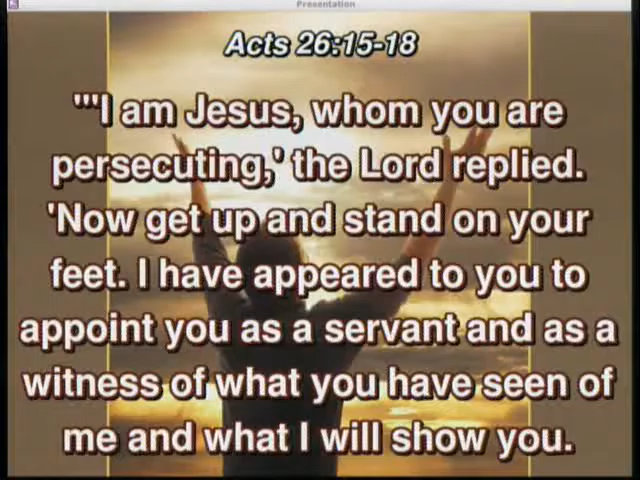 Presentation
Acts 26:15-18
"'I am Jesus, whom you are
persecuting,' the Lord replied.
'Now get up and stand on your
feet. I have appeared to you to
appoint you as a servant and as a
witness of what you have seen of
me and what I will show you.